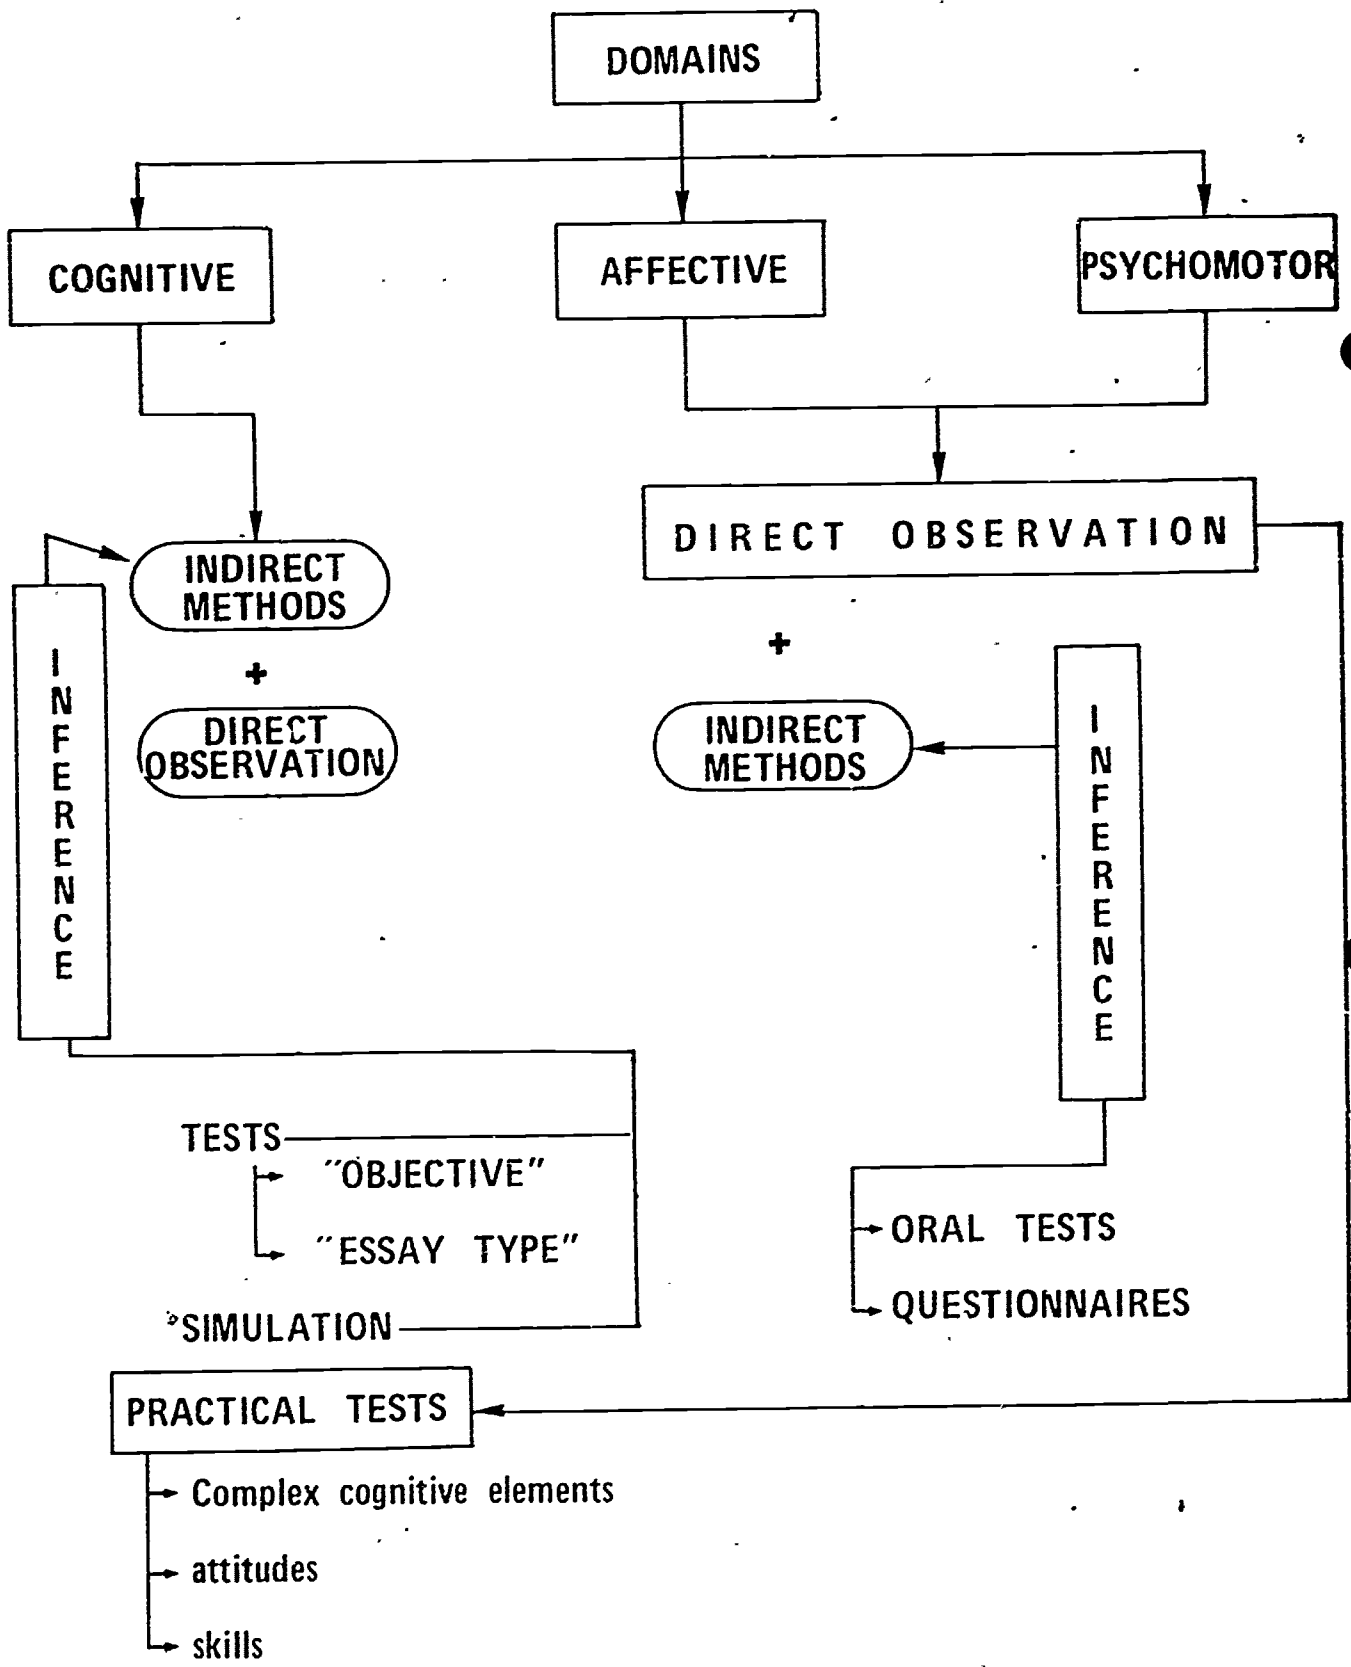 DOMAINS
COGNITIVE
AFFECTIVE
PSYCHOMOTOR
DIRECT OBSERVATION
INDIRECT
METHODS
+
DIRECT
OBSERVATION
INFERENCE
+
INDIRECT
METHODS
INFERENCE
TESTS
"OBJECTIVE"
"ESSAY TYPE"
SIMULATION
ORAL TESTS
QUESTIONNAIRES
PRACTICAL TESTS
Complex cognitive elements
attitudes
skills